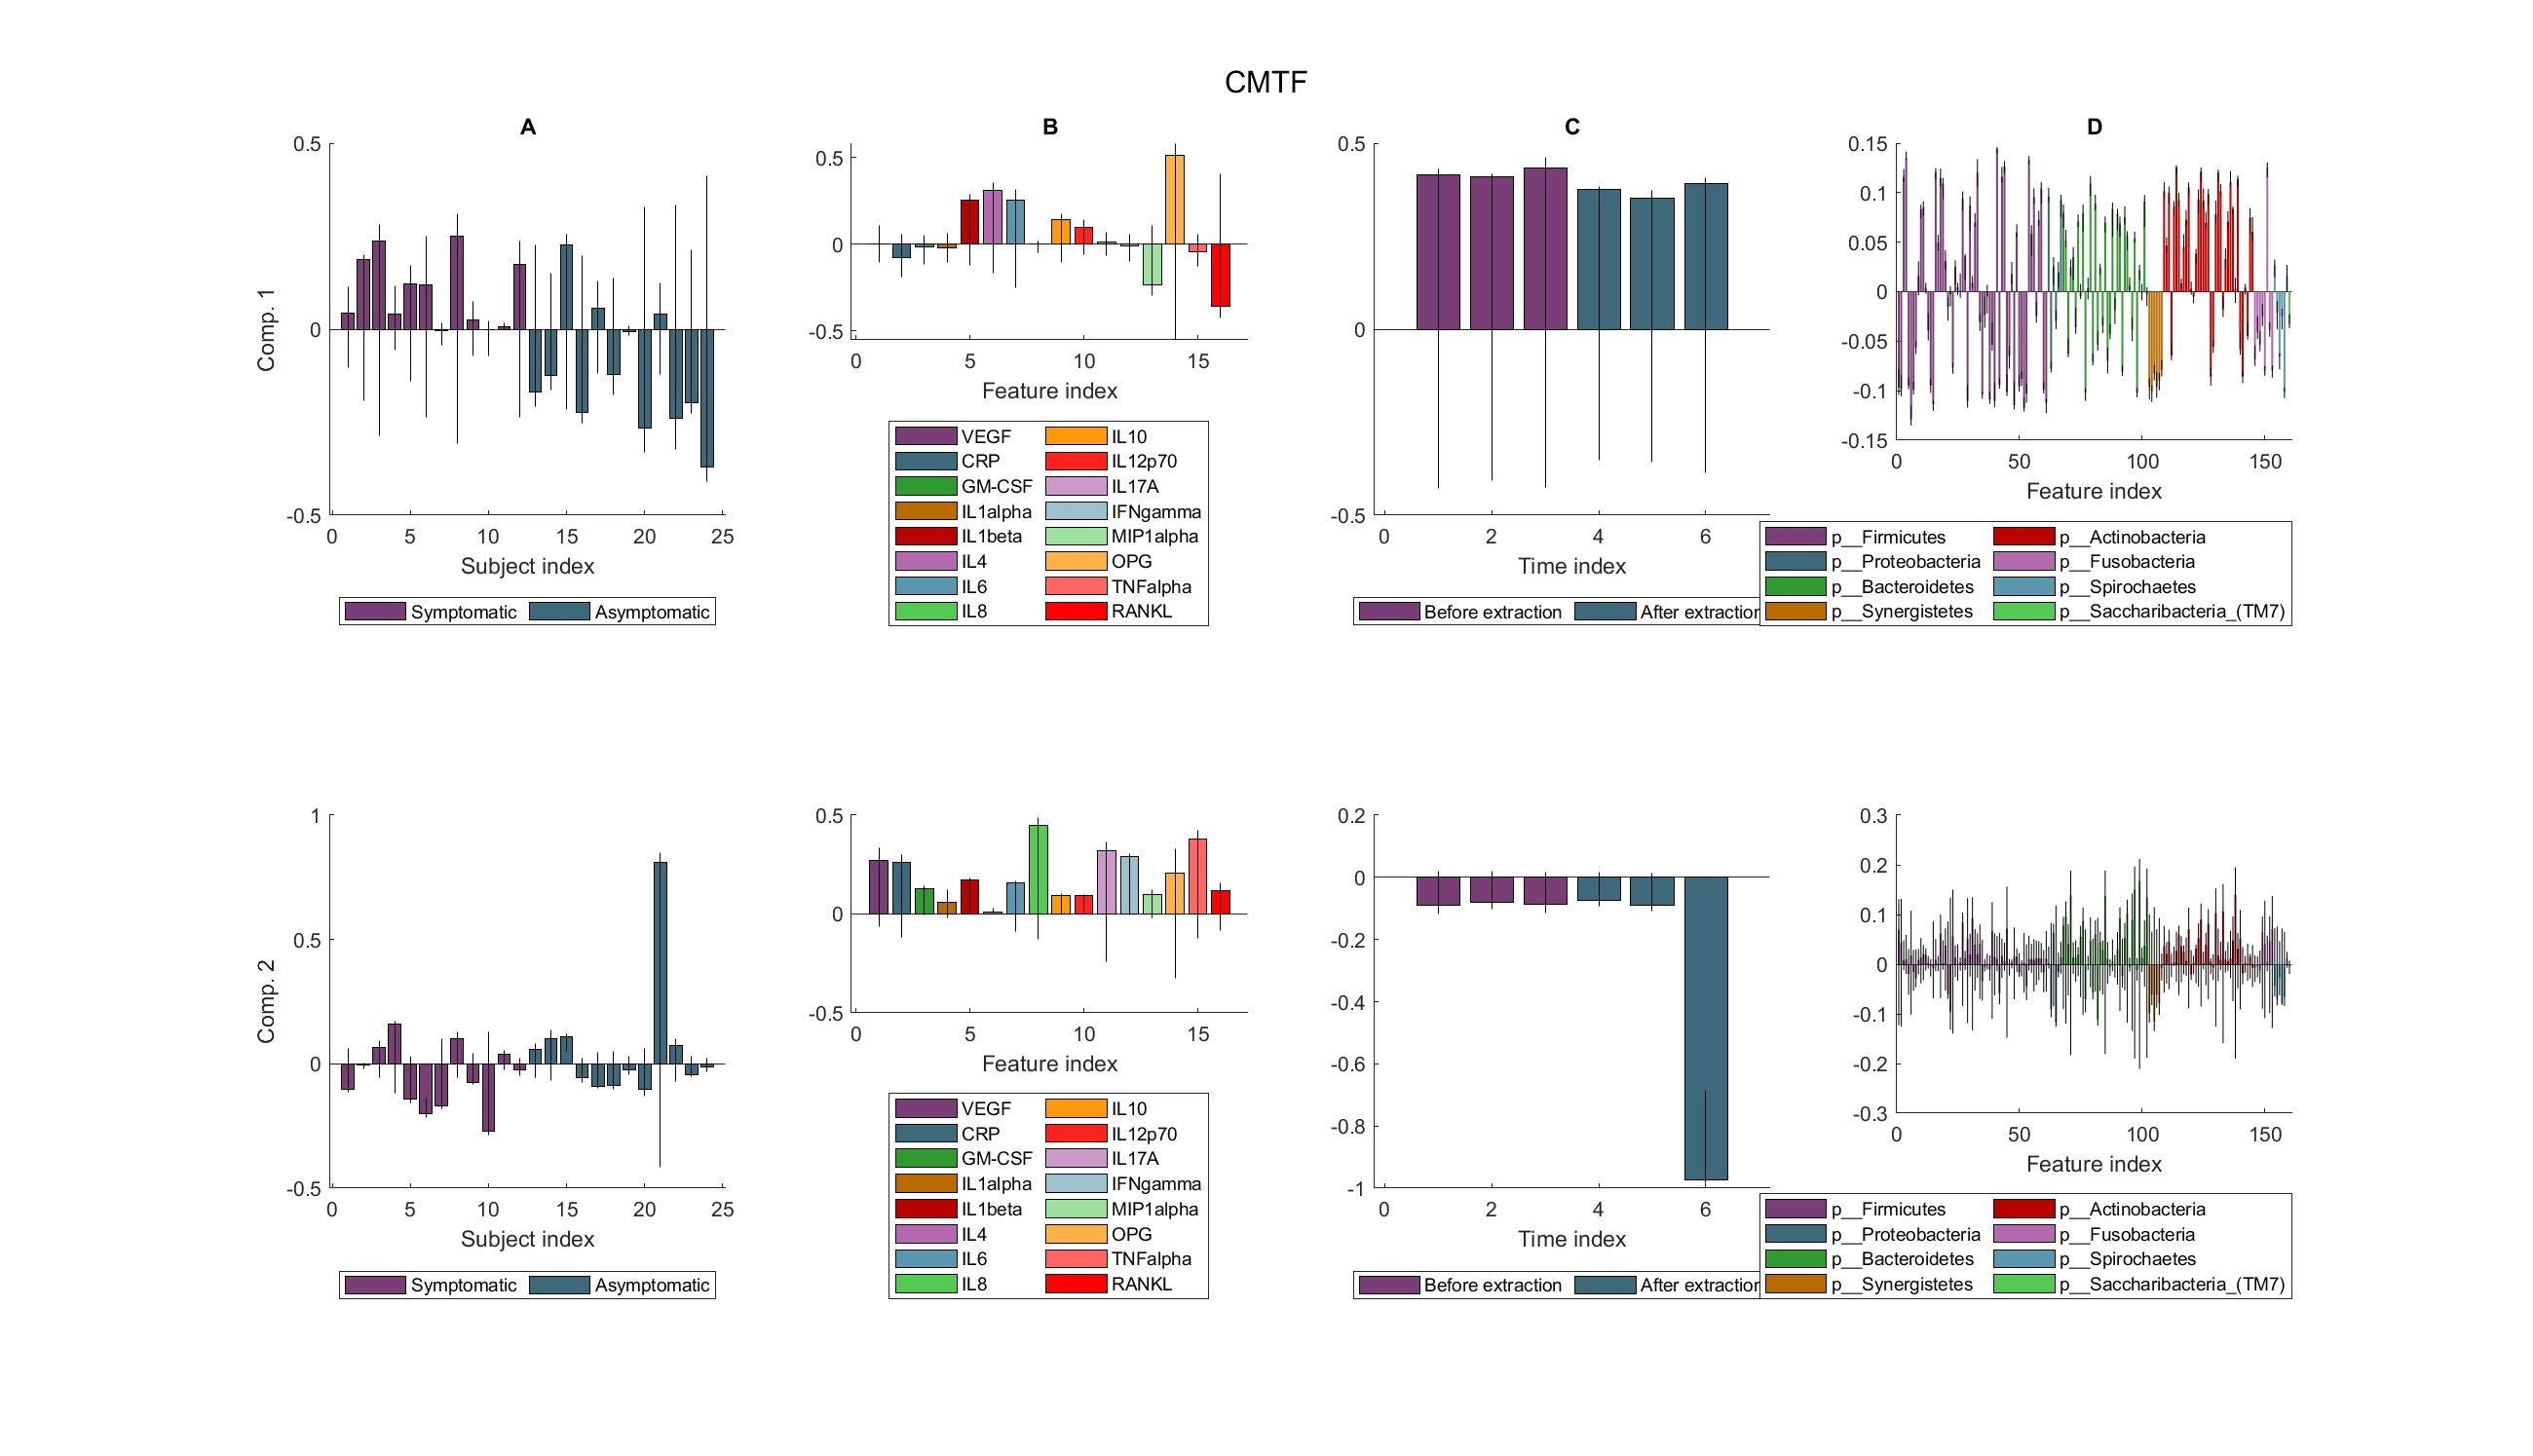 CMTF
A
B
C
D
Comp. 1
0.5
0
-0.5
0 5 10 15 20 25
Subject index
Symptomatic Asymptomatic
0.5
0
-0.5
0 5 10 15
Feature index
VEGF IL10
CRP IL12p70
GM-CSF IL17A
IL1alpha IFNgamma
IL1beta MIP1alpha
IL4 OPG
IL6 TNFalpha
IL8 RANKL
0.5
0
-0.5
0 2 4 6
Time index
Before extraction After extraction
0.15
0.1
0.05
0
-0.05
-0.1
-0.15
0 50 100 150
Feature index
p__Firmicutes p__Actinobacteria
p__Proteobacteria p__Fusobacteria
p__Bacteroidetes p__Spirochaetes
p__Synergistetes p__Saccharibacteria_(TM7)
Comp. 2
1
0.5
0
-0.5
0 5 10 15 20 25
Subject index
Symptomatic Asymptomatic
0.5
0
-0.5
0 5 10 15
Feature index
VEGF IL10
CRP IL12p70
GM-CSF IL17A
IL1alpha IFNgamma
IL1beta MIP1alpha
IL4 OPG
IL6 TNFalpha
IL8 RANKL
0.2
0
-0.2
-0.4
-0.6
-0.8
-1
0 2 4 6
Time index
Before extraction After extraction
0.3
0.2
0.1
0
-0.1
-0.2
-0.3
0 50 100 150
Feature index
p__Firmicutes p__Actinobacteria
p__Proteobacteria p__Fusobacteria
p__Bacteroidetes p__Spirochaetes
p__Synergistetes p__Saccharibacteria_(TM7)